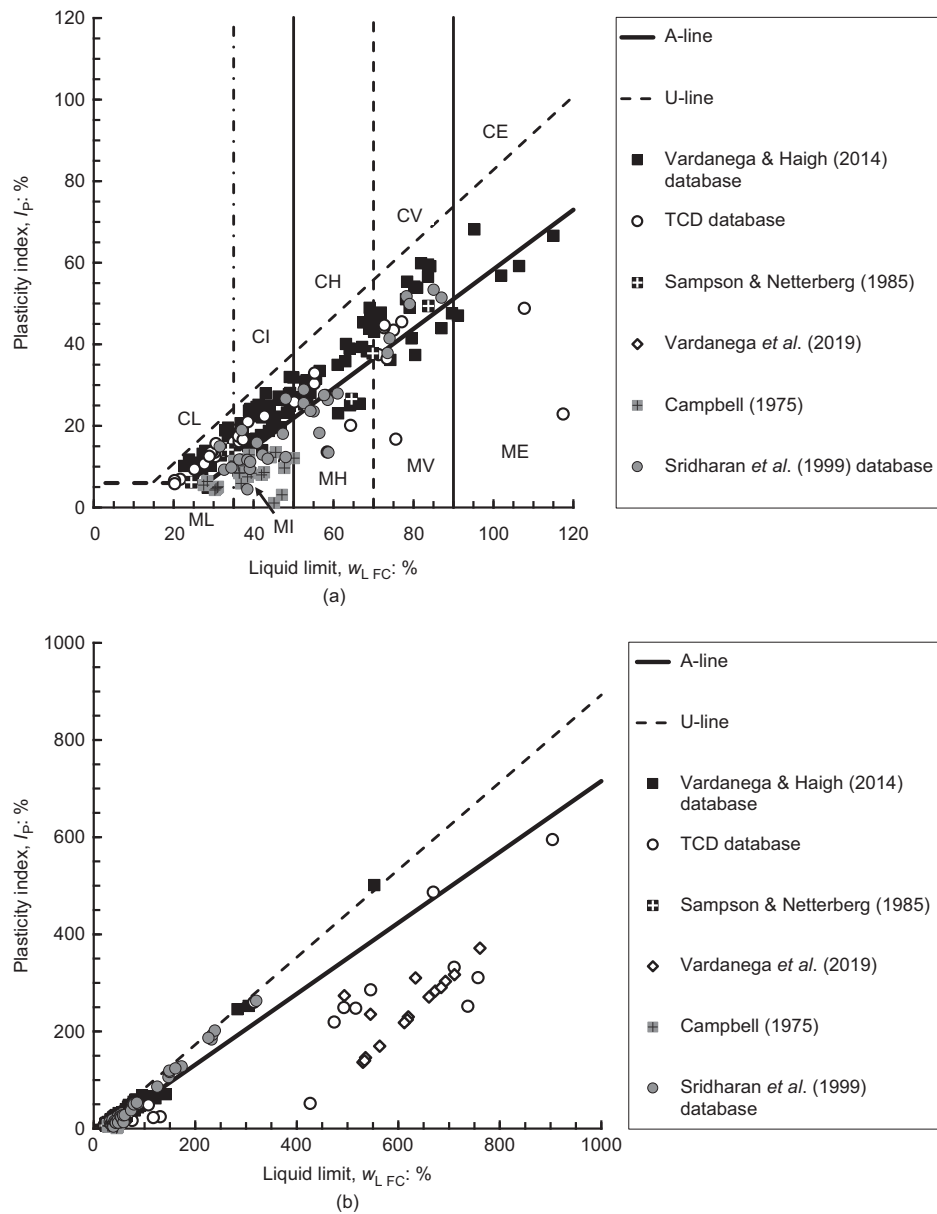 120
100
80
60
40
20
0
Plasticity index, IP: %
CE
CV
CH
CI
CL
ML
MI
MH
MV
ME
0
20
40
60
80
100
120
Liquid limit, wL FC: %
(a)
A-line
U-line
Vardanega & Haigh (2014)
database
TCD database
Sampson & Netterberg (1985)
Vardanega et al. (2019)
Campbell (1975)
Sridharan et al. (1999) database
1000
800
600
400
200
0
Plasticity index, IP: %
0
200
400
600
800
1000
Liquid limit, wL FC: %
(b)
A-line
U-line
Vardanega & Haigh (2014)
database
TCD database
Sampson & Netterberg (1985)
Vardanega et al. (2019)
Campbell (1975)
Sridharan et al. (1999)
database